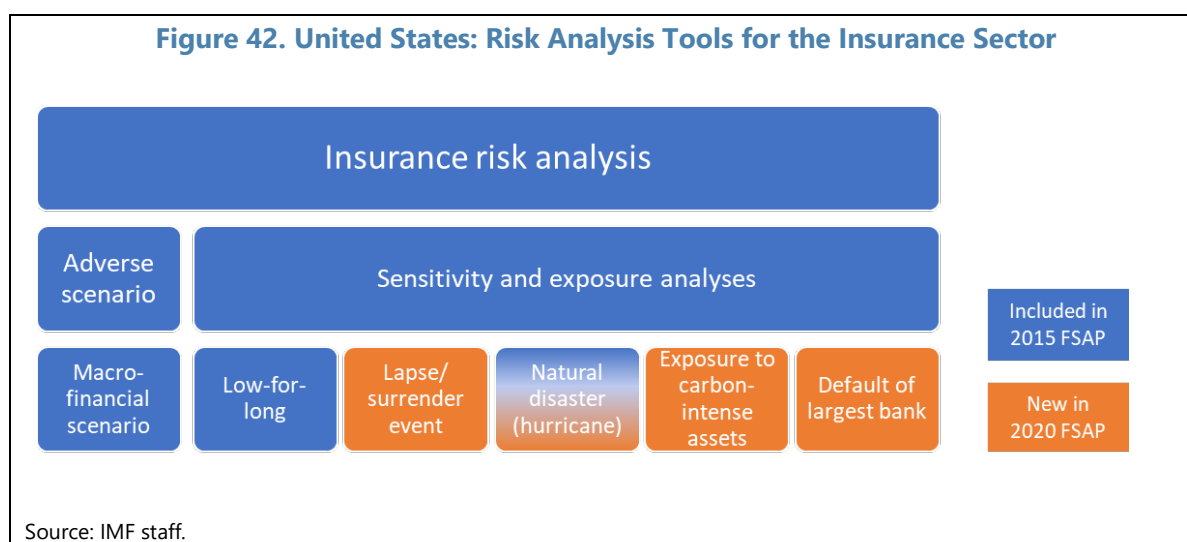 Figure 42. United States: Risk Analysis Tools for the Insurance Sector
Insurance risk analysis
Adverse
scenario
Sensitivity and exposure analyses
Included in
2015 FSAP
Macro-
financial
scenario
Low-for-
long
Lapse/
surrender
event
Natural
disaster
(hurricane)
Exposure to
carbon-
intense
assets
Default of
largest bank
New in
2020 FSAP
Source: IMF staff.